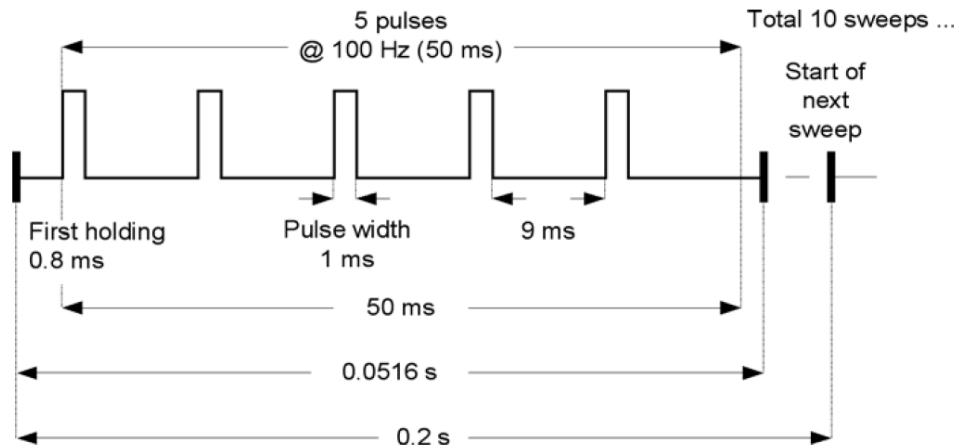 5 pulses
@ 100 Hz (50 ms)
Total 10 sweeps ...
Start of
next
sweep
First holding
0.8 ms
Pulse width
1 ms
9 ms
50 ms
0.0516 s
0.2 s